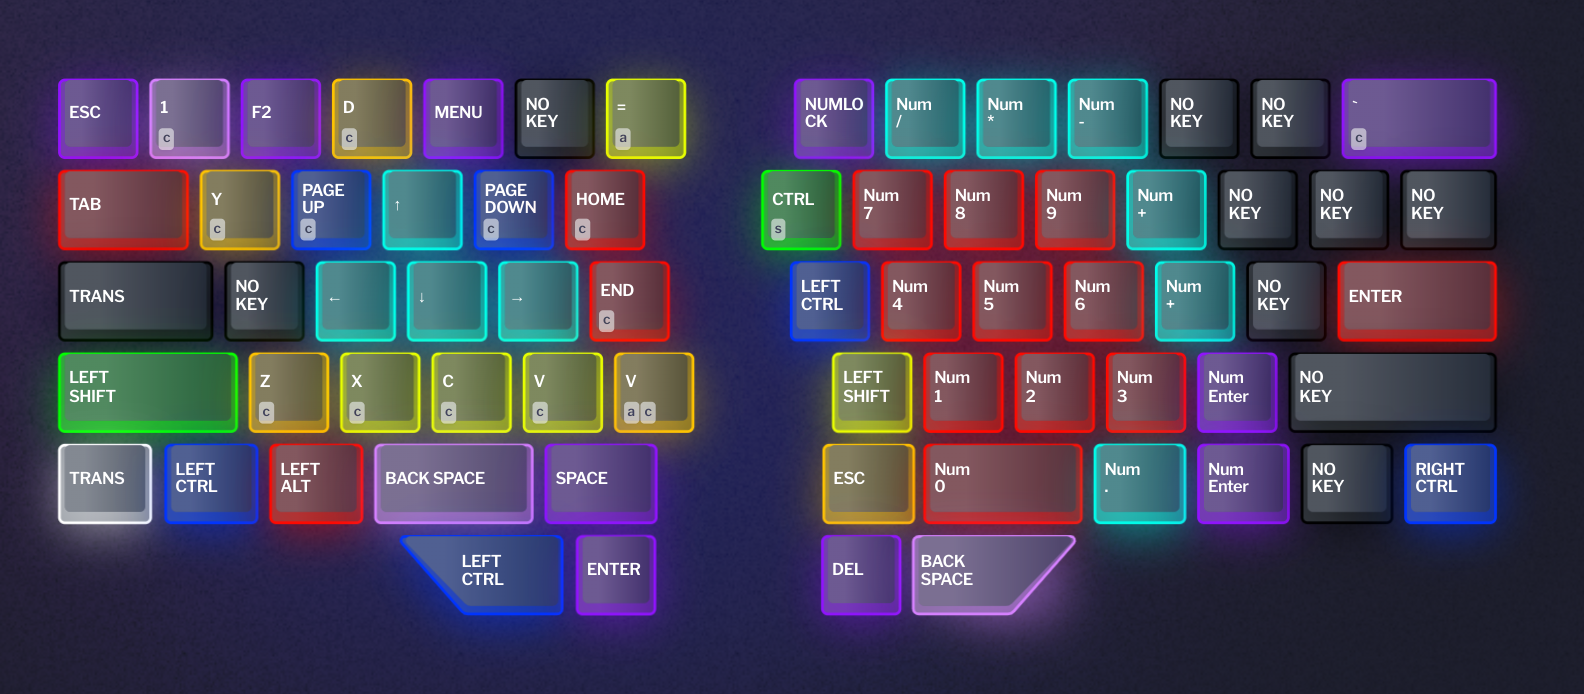 ESC
1
c
F2
D
c
MENU
NO
KEY
=
a
NUMLO
CK
Num
/
Num
*
Num
-
NO
KEY
NO
KEY
`
c
TAB
Y
c
PAGE
UP
c
↑
PAGE
DOWN
c
HOME
c
CTRL
s
Num
7
Num
8
Num
9
Num
+
NO
KEY
NO
KEY
NO
KEY
TRANS
NO
KEY
←
↓
→
END
c
LEFT
CTRL
Num
4
Num
5
Num
6
Num
+
NO
KEY
ENTER
LEFT
SHIFT
Z
c
X
c
C
c
V
c
V
a c
LEFT
SHIFT
Num
1
Num
2
Num
3
Num
Enter
NO
KEY
TRANS
LEFT
CTRL
LEFT
ALT
BACK SPACE
SPACE
ESC
Num
0
Num
.
Num
Enter
NO
KEY
RIGHT
CTRL
LEFT
CTRL
ENTER
DEL
BACK
SPACE